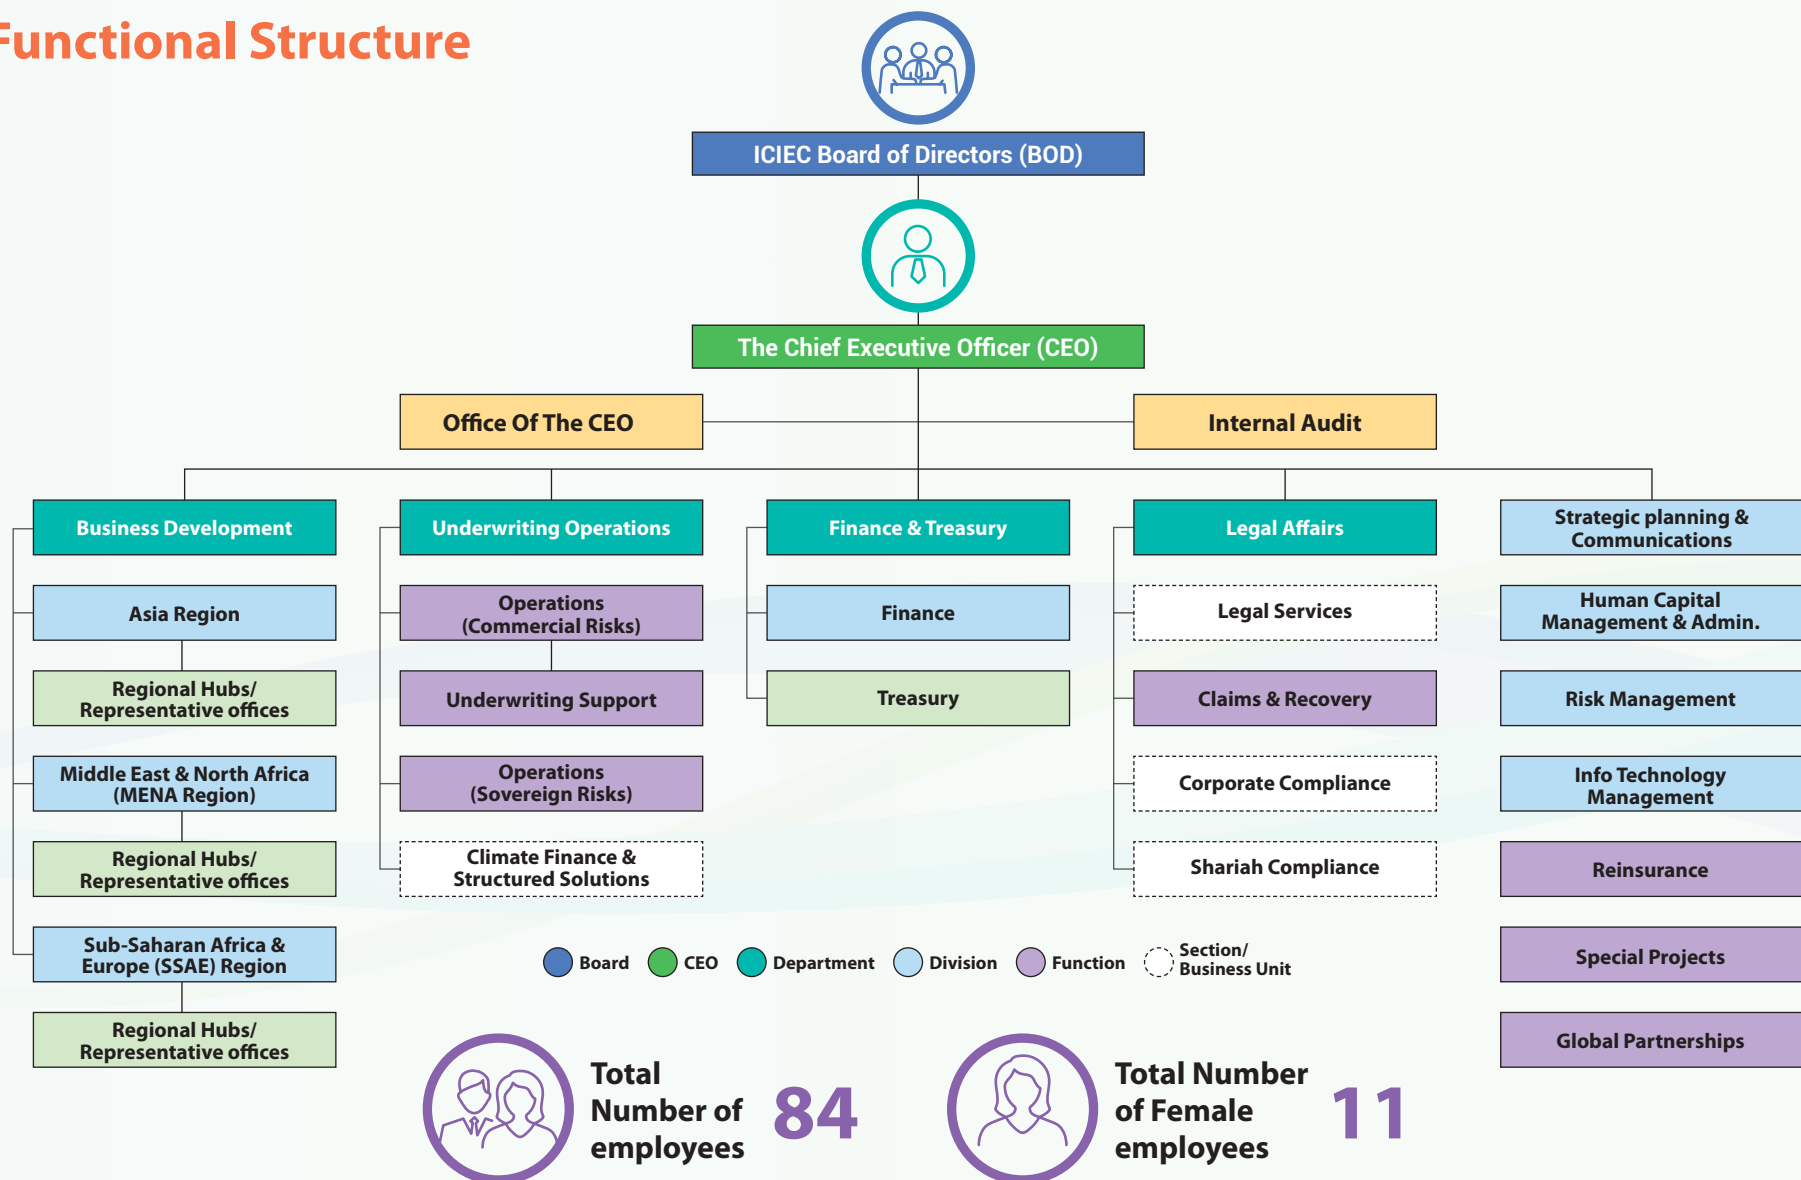 Functional Structure
ICIEC Board of Directors (BOD)
The Chief Executive Officer (CEO)
Office Of The CEO
Internal Audit
Business Development
Asia Region
Regional Hubs/
Representative offices
Middle East & North Africa
(MENA Region)
Regional Hubs/
Representative offices
Sub-Saharan Africa &
Europe (SSAE) Region
Regional Hubs/
Representative offices
Underwriting Operations
Operations
(Commercial Risks)
Underwriting Support
Operations
(Sovereign Risks)
Climate Finance &
Structured Solutions
Finance & Treasury
Finance
Treasury
Legal Affairs
Legal Services
Claims & Recovery
Corporate Compliance
Shariah Compliance
Strategic planning &
Communications
Human Capital
Management & Admin.
Risk Management
Info Technology
Management
Reinsurance
Special Projects
Global Partnerships
Board
CEO
Department
Division
Function
Section/
Business Unit
Total
Number of
employees
84
Total Number
of Female
employees
11